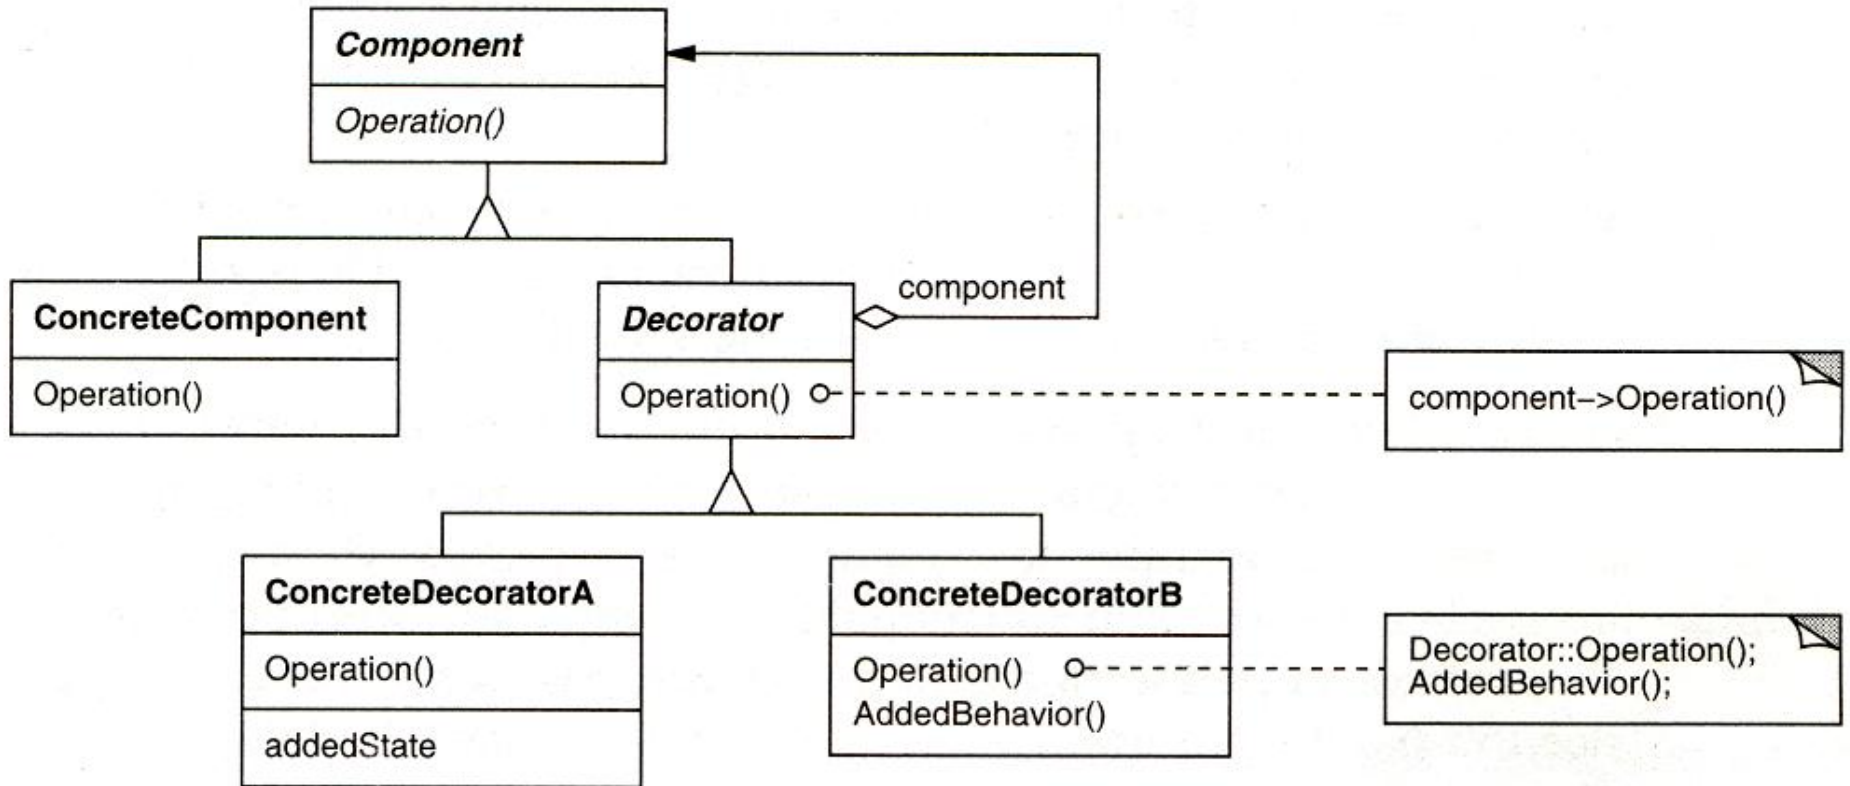 Component
Operation()
ConcreteComponent
Operation()
Decorator
Operation()
component
component–>Operation()
ConcreteDecoratorA
Operation()
addedState
ConcreteDecoratorB
Operation()
AddedBehavior()
Decorator::Operation();
AddedBehavior();